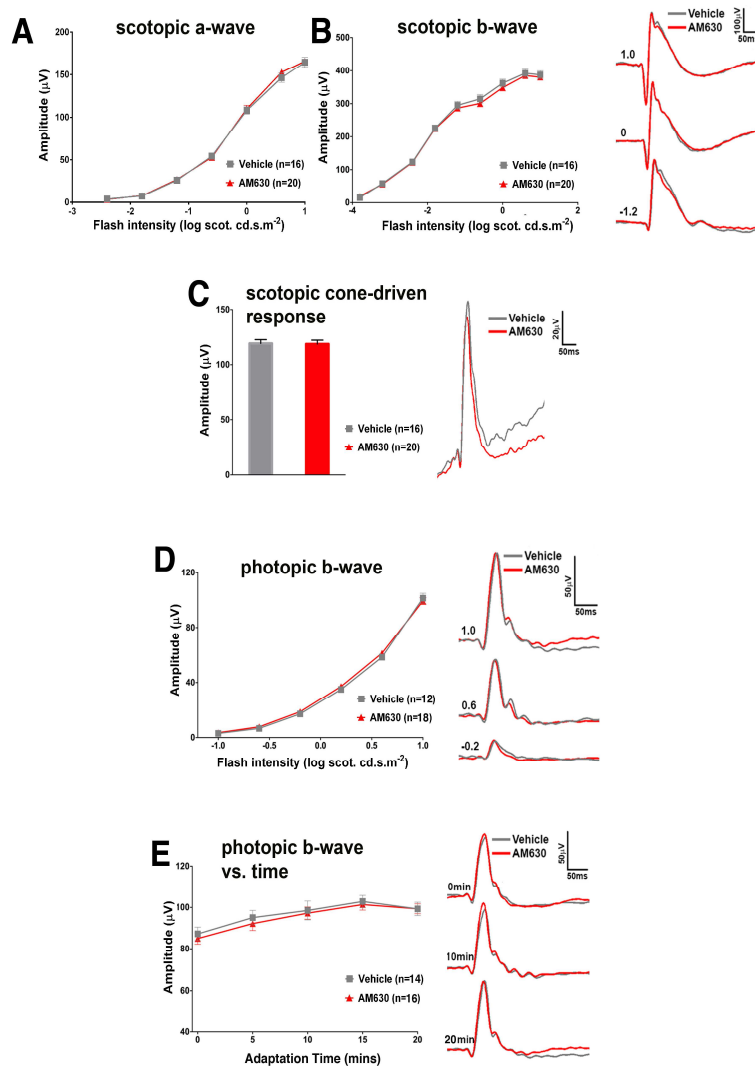 A
scotopic a-wave
200
150
100
50
0
Amplitude (µV)
-3
-2
-1
0
1
Flash intensity (log scot. cd.s.m⁻²)
Vehicle (n=16)
AM630 (n=20)
B
scotopic b-wave
500
400
300
200
100
0
Amplitude (µV)
-4
-2
0
2
Flash intensity (log scot. cd.s.m⁻²)
Vehicle (n=16)
AM630 (n=20)
Vehicle
AM630
100µV
50ms
1.0
0
-1.2
C
scotopic cone-driven
response
150
100
50
0
Amplitude (µV)
Vehicle (n=16)
AM630 (n=20)
Vehicle
AM630
20µV
50ms
D
photopic b-wave
120
80
40
0
Amplitude (µV)
-1.0
-0.5
0.0
0.5
1.0
Flash intensity (log scot. cd.s.m⁻²)
Vehicle (n=12)
AM630 (n=18)
Vehicle
AM630
50µV
50ms
1.0
0.6
-0.2
E
photopic b-wave
vs. time
120
100
80
60
40
Amplitude (µV)
0
5
10
15
20
Adaptation Time (mins)
Vehicle (n=14)
AM630 (n=16)
Vehicle
AM630
50µV
50ms
0min
10min
20min